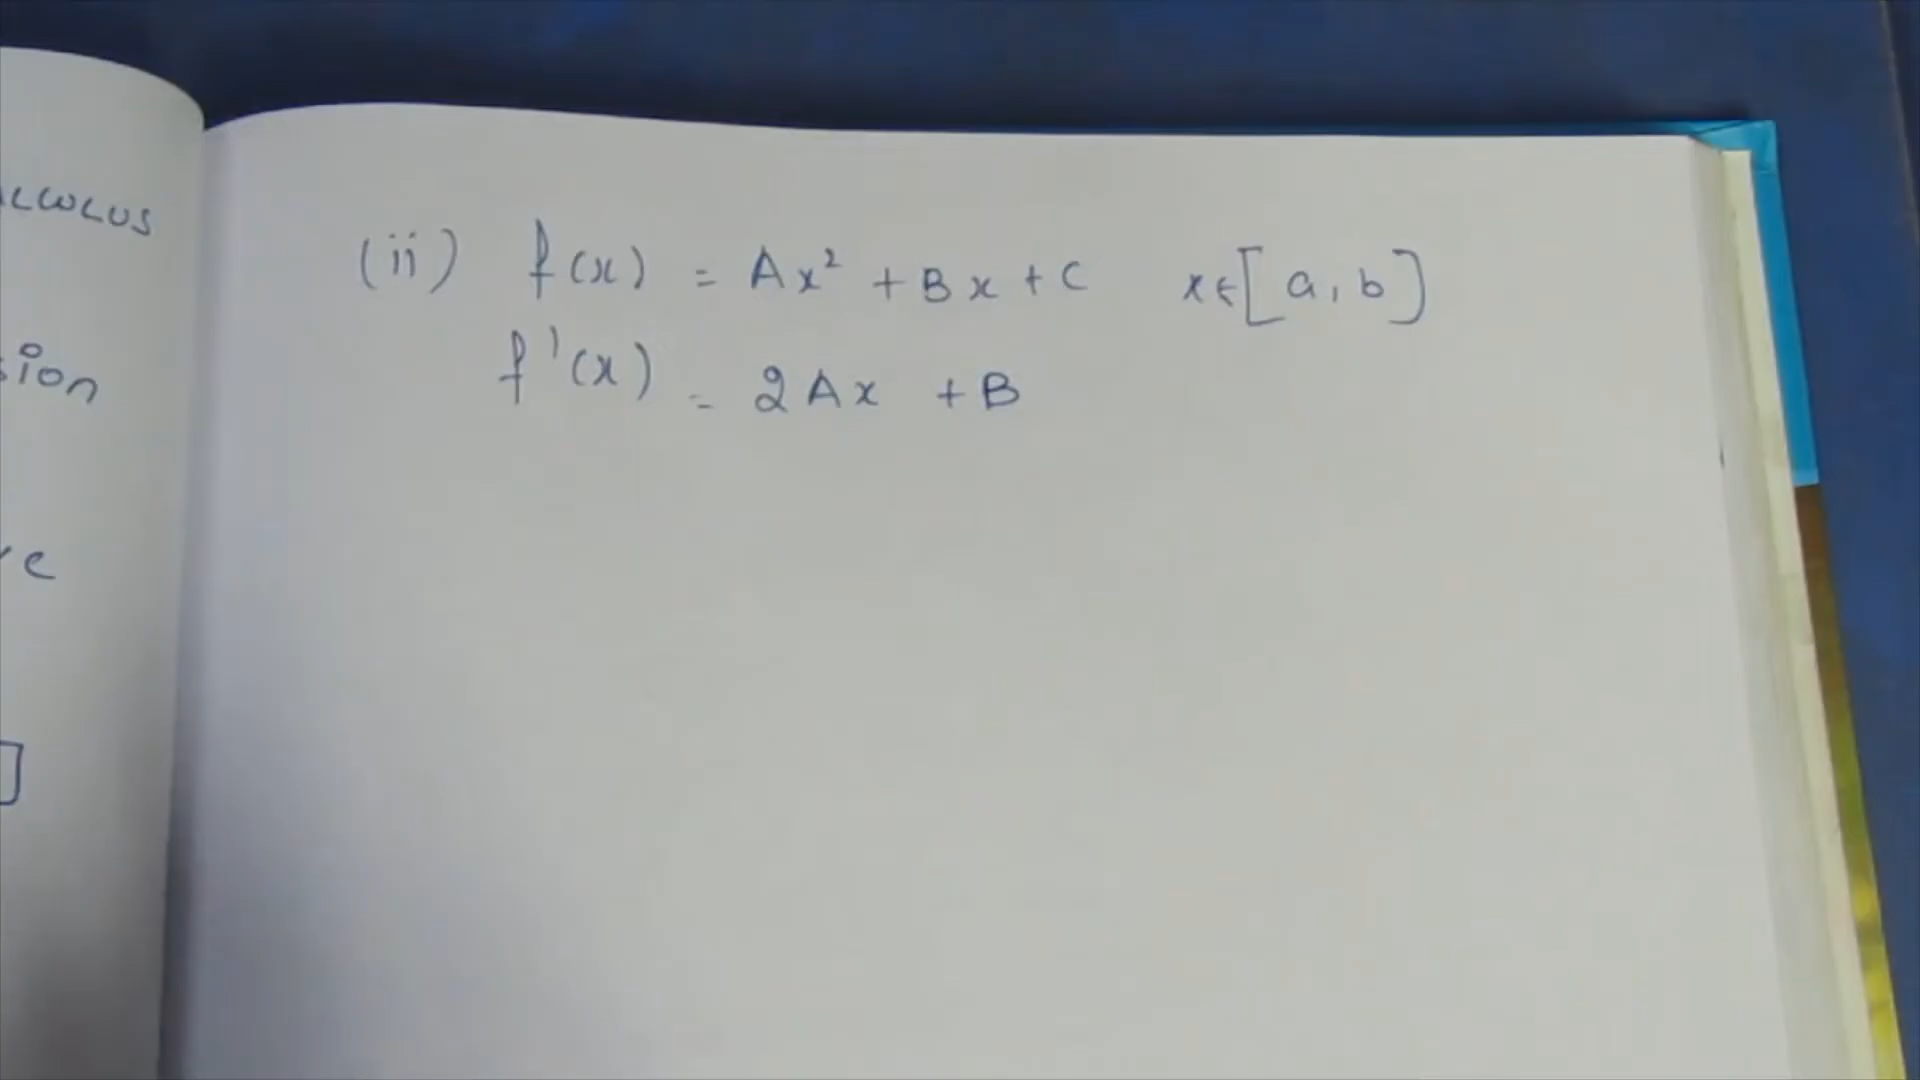 (ii) f(x) = Ax² + Bx + C x∈[a,b]
f'(x) = 2Ax + B